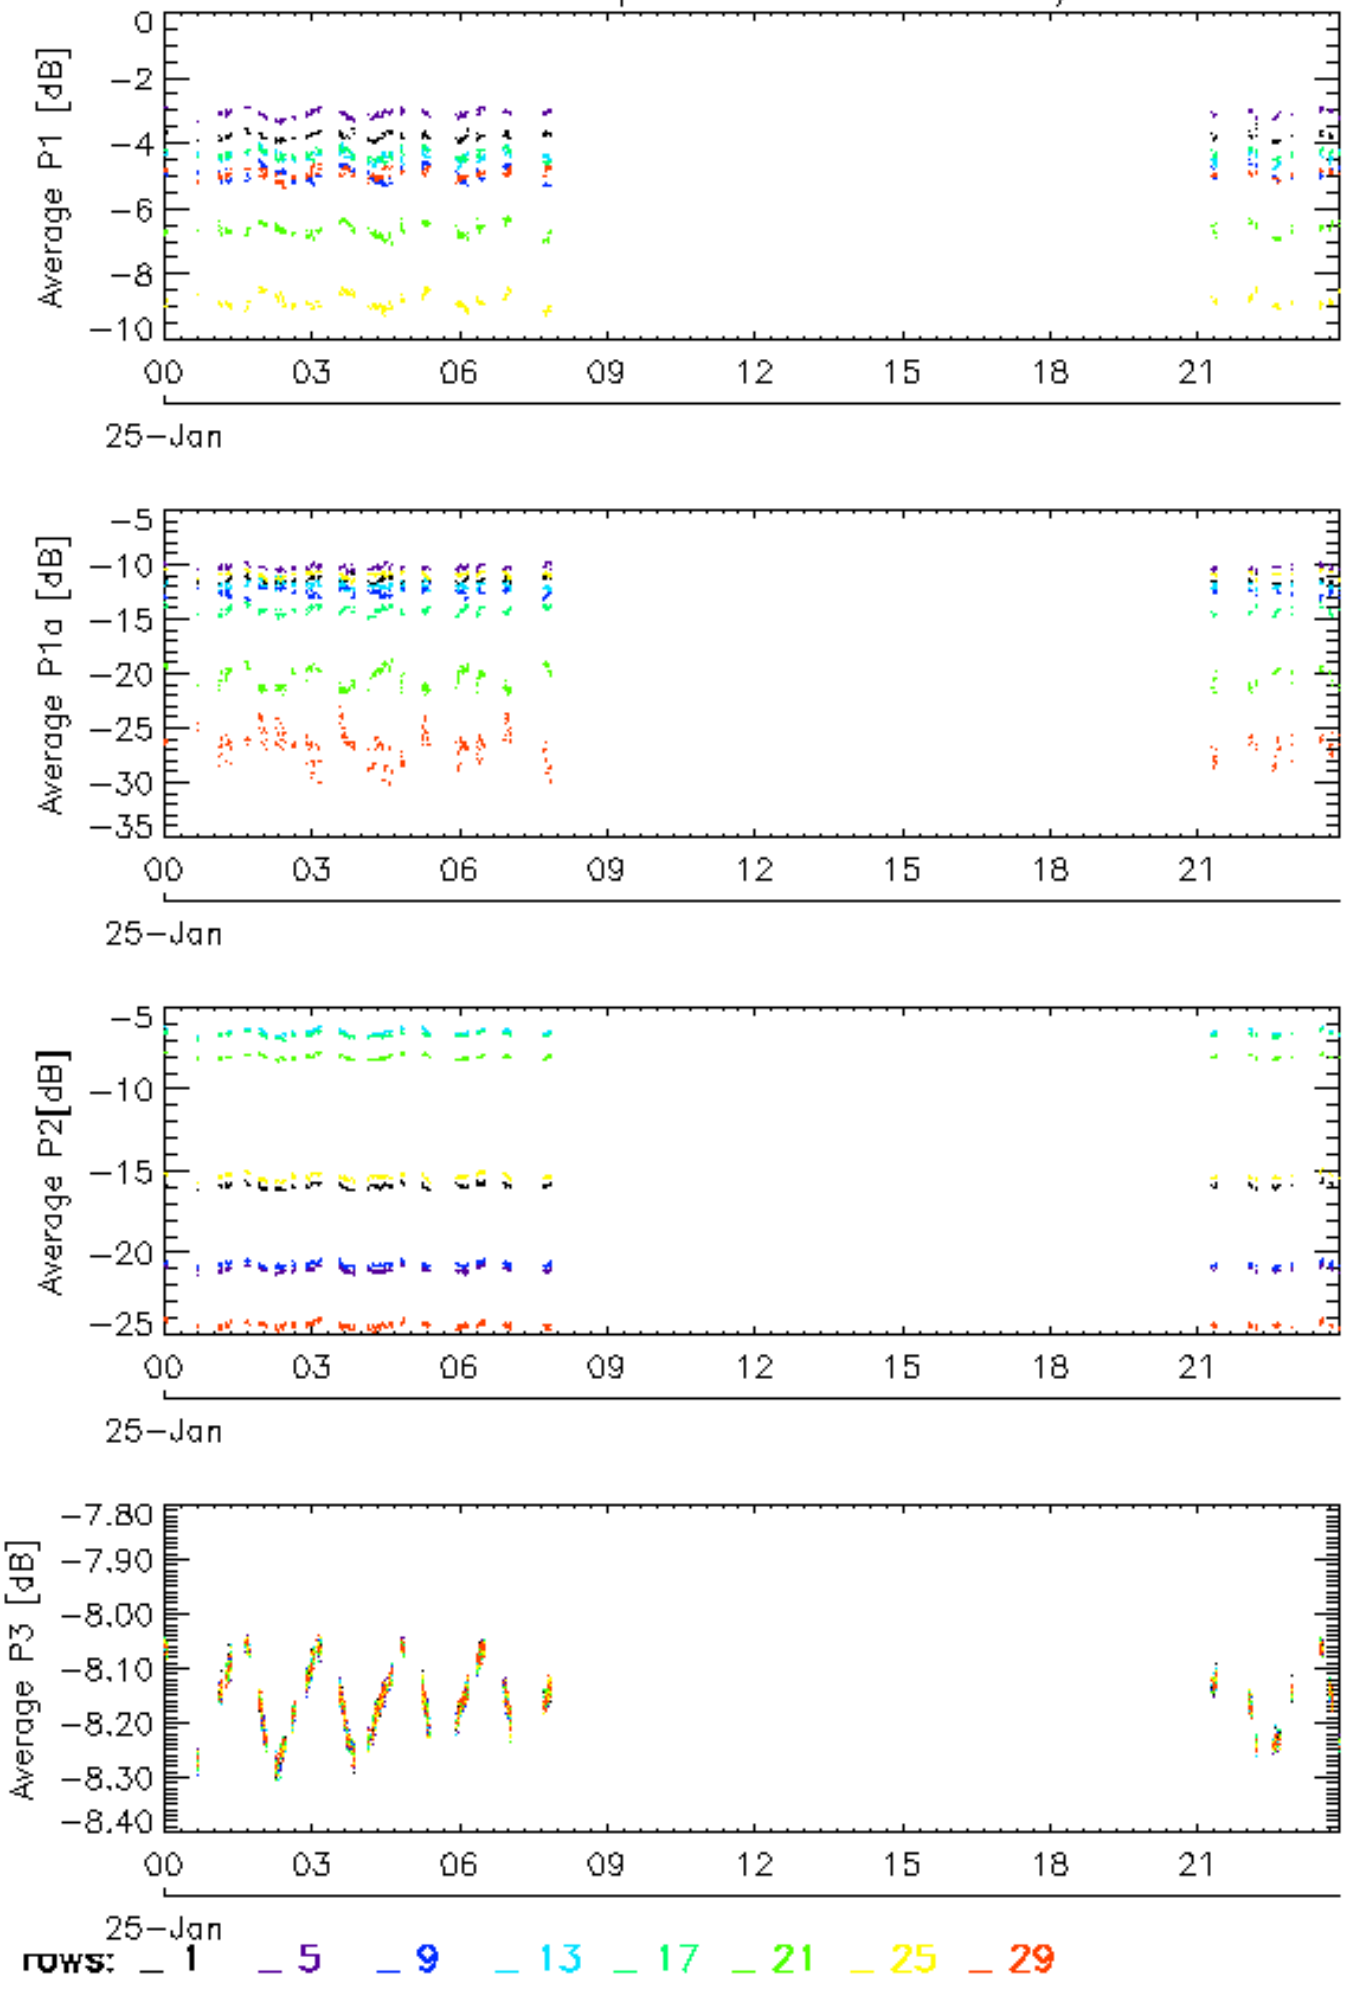 Average P1 [dB]
0
-2
-4
-6
-8
-10
00 03 06 09 12 15 18 21
25-Jan
Average P1a [dB]
-5
-10
-15
-20
-25
-30
-35
00 03 06 09 12 15 18 21
25-Jan
Average P2[dB]
-5
-10
-15
-20
-25
00 03 06 09 12 15 18 21
25-Jan
Average P3 [dB]
-7.80
-7.90
-8.00
-8.10
-8.20
-8.30
-8.40
00 03 06 09 12 15 18 21
25-Jan
rows: _ 1 _ 5 _ 9 _ 13 _ 17 _ 21 _ 25 _ 29